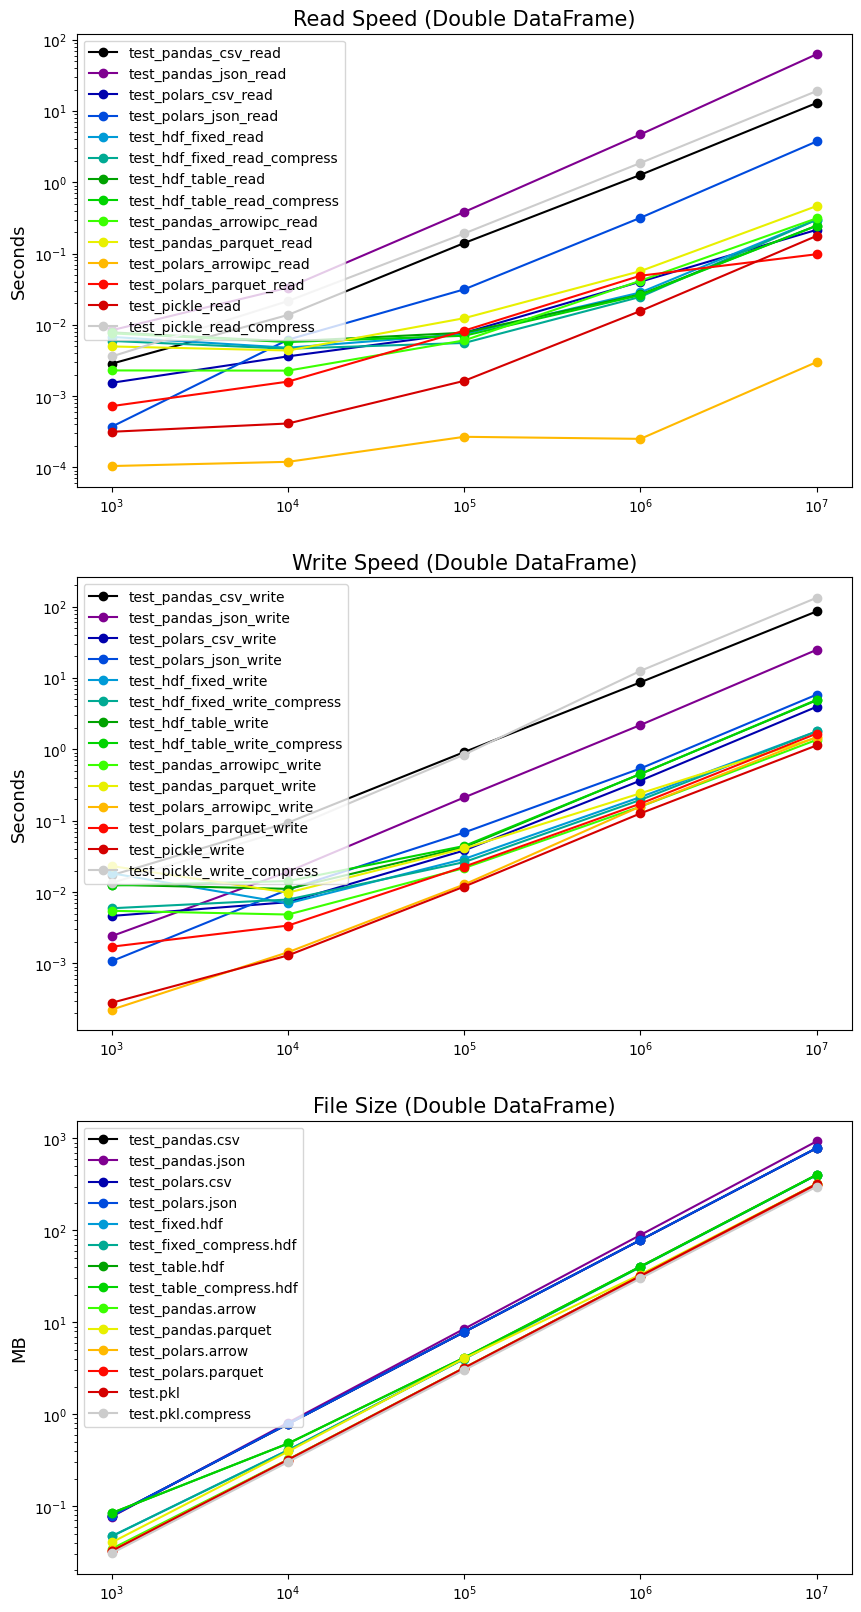 Read Speed (Double DataFrame)
Seconds
10²
10¹
10⁰
10⁻¹
10⁻²
10⁻³
10⁻⁴
test_pandas_csv_read
test_pandas_json_read
test_polars_csv_read
test_polars_json_read
test_hdf_fixed_read
test_hdf_fixed_read_compress
test_hdf_table_read
test_hdf_table_read_compress
test_pandas_arrowipc_read
test_pandas_parquet_read
test_polars_arrowipc_read
test_polars_parquet_read
test_pickle_read
test_pickle_read_compress
10³ 10⁴ 10⁵ 10⁶ 10⁷
Write Speed (Double DataFrame)
Seconds
10²
10¹
10⁰
10⁻¹
10⁻²
10⁻³
test_pandas_csv_write
test_pandas_json_write
test_polars_csv_write
test_polars_json_write
test_hdf_fixed_write
test_hdf_fixed_write_compress
test_hdf_table_write
test_hdf_table_write_compress
test_pandas_arrowipc_write
test_pandas_parquet_write
test_polars_arrowipc_write
test_polars_parquet_write
test_pickle_write
test_pickle_write_compress
10³ 10⁴ 10⁵ 10⁶ 10⁷
File Size (Double DataFrame)
MB
10³
10²
10¹
10⁰
10⁻¹
test_pandas.csv
test_pandas.json
test_polars.csv
test_polars.json
test_fixed.hdf
test_fixed_compress.hdf
test_table.hdf
test_table_compress.hdf
test_pandas.arrow
test_pandas.parquet
test_polars.arrow
test_polars.parquet
test.pkl
test.pkl.compress
10³ 10⁴ 10⁵ 10⁶ 10⁷